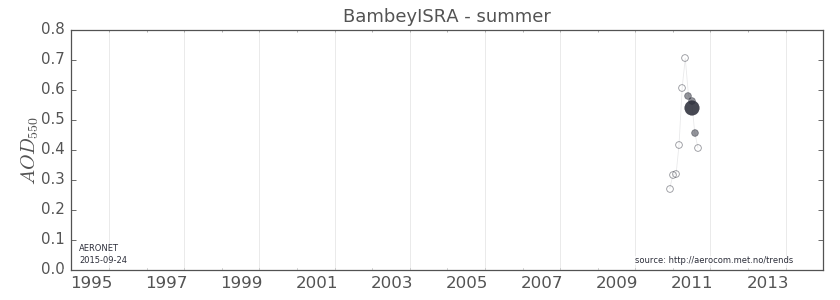 BambeyISRA - summer
0.8
0.7
0.6
0.5
0.4
0.3
0.2
0.1
0.0
AOD550
AERONET
2015-09-24
source: http://aerocom.met.no/trends
1995 1997 1999 2001 2003 2005 2007 2009 2011 2013